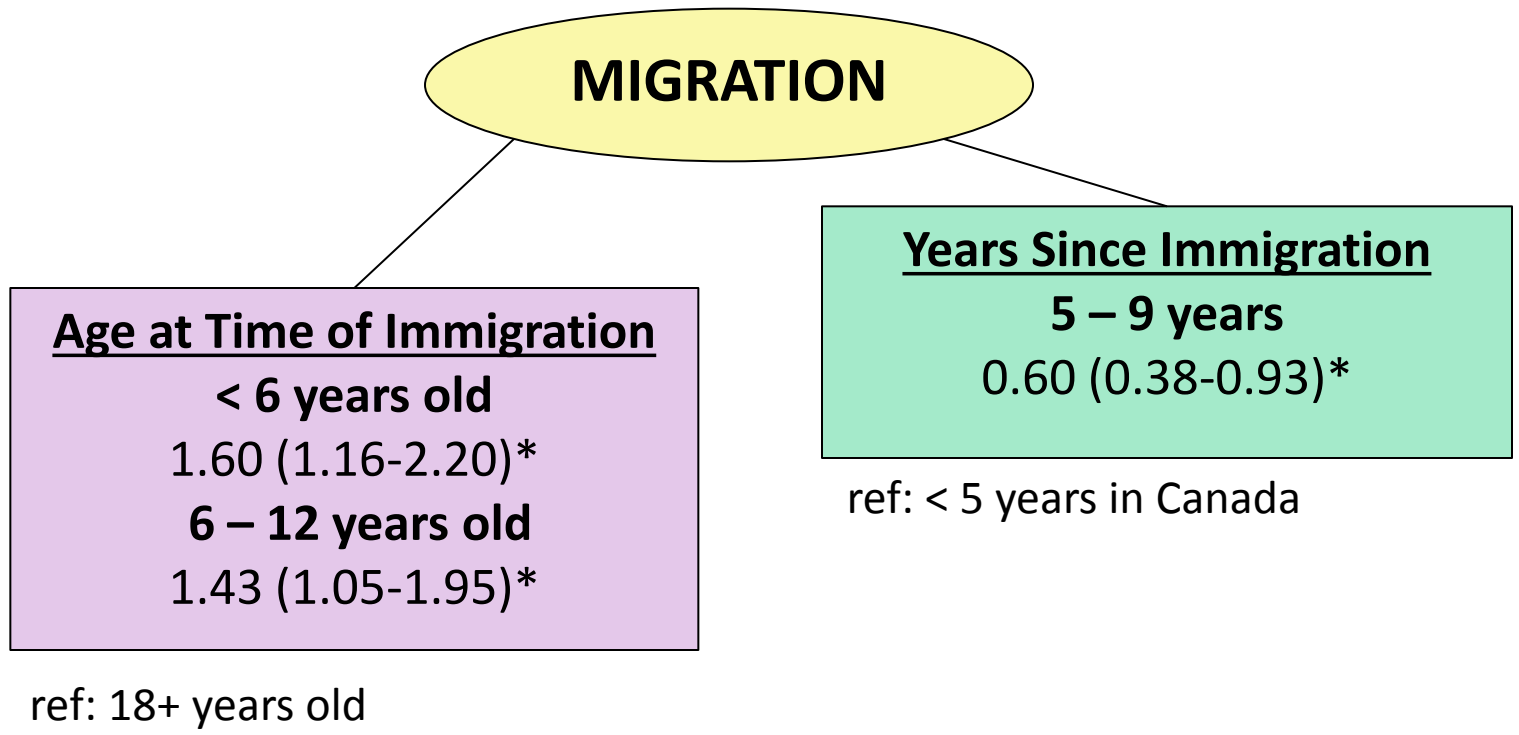 MIGRATION
Age at Time of Immigration
< 6 years old
1.60 (1.16-2.20)*
6 – 12 years old
1.43 (1.05-1.95)*
ref: 18+ years old
Years Since Immigration
5 – 9 years
0.60 (0.38-0.93)*
ref: < 5 years in Canada